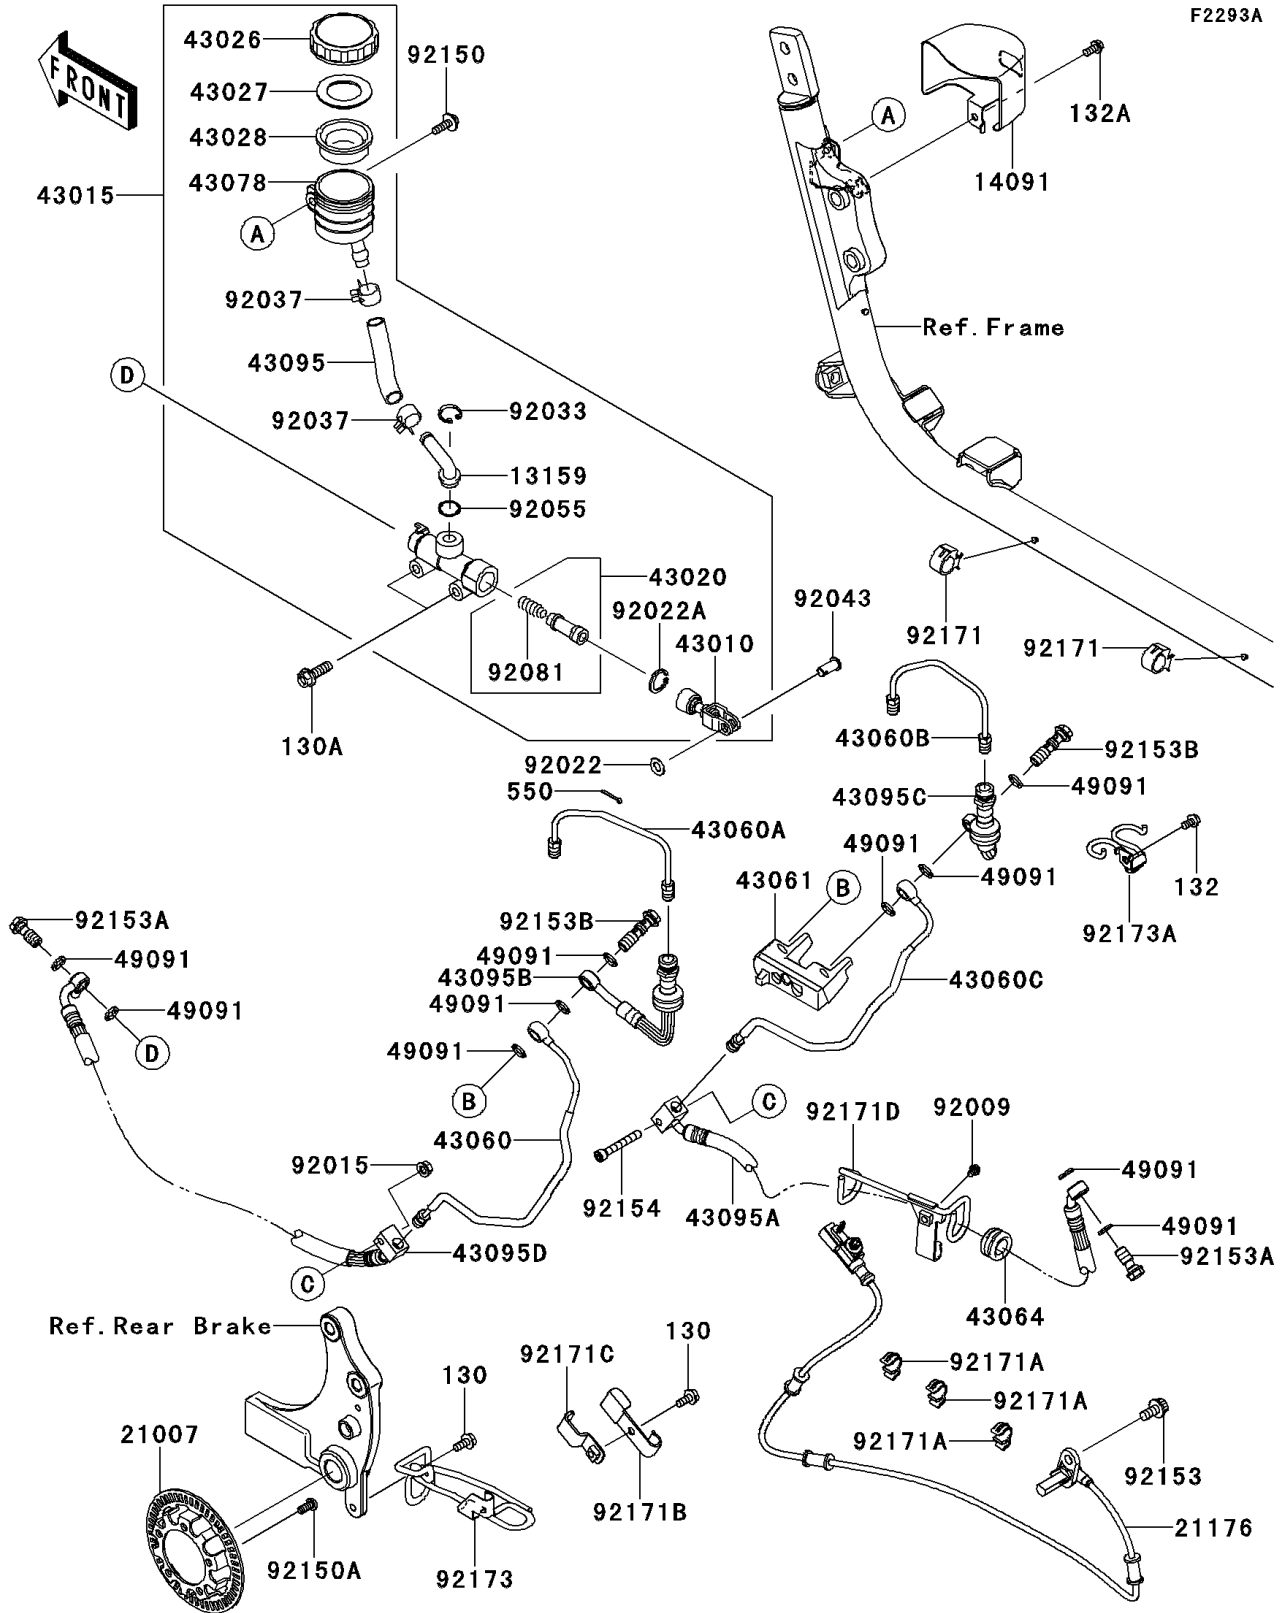 F2293A
FRONT
43026
92150
43027
43028
43078
43015
A
132A
A
14091
92037
Ref.Frame
43095
D
92037
92033
13159
92055
43020
92043
92022A
43010
92171
92171
92081
130A
43060B
92153B
92022
49091
550
43095C
43060A
49091
49091
43061
B
132
92173A
92153A
92153B
49091
49091
43095B
43060C
49091
49091
D
49091
B
C
92171D
92009
43060
92015
49091
92154
43095A
49091
43095D
92153A
C
43064
Ref.Rear Brake
130
92171C
92171A
130
92171A
21007
92171A
92153
92171B
21176
92150A
92173